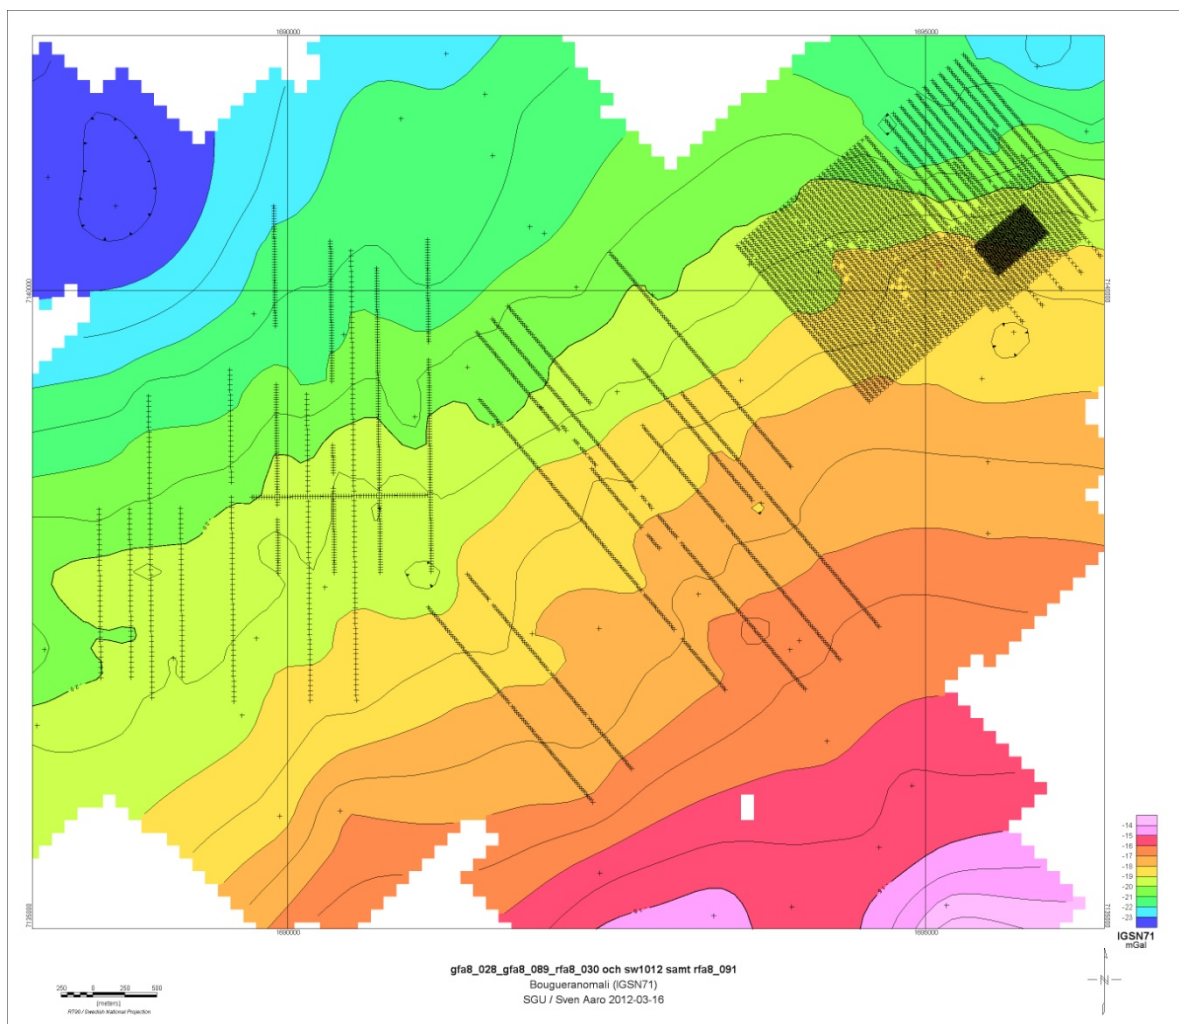 1690000
1695000
7140000
7140000
7135000
7135000
1690000
1695000
-14
-15
-16
-17
-18
-19
-20
-21
-22
-23
IGSN71
mGal
gfa8_028_gfa8_089_rfa8_030 och sw1012 samt rfa8_091
Bougueranomali (IGSN71)
SGU / Sven Aaro 2012-03-16
250 0 250 500
(meters)
RT90 / Swedish National Projection
N